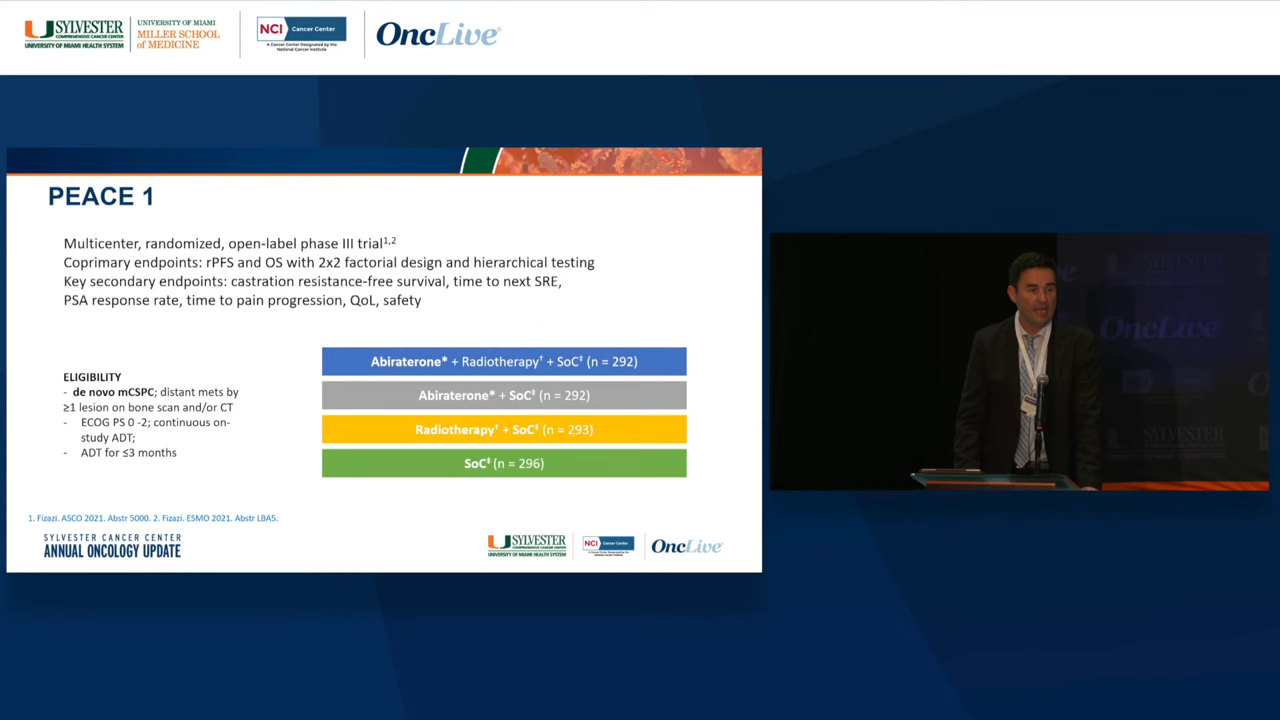 SYLVESTER
COMPREHENSIVE CANCER CENTER
UNIVERSITY OF MIAMI HEALTH SYSTEM
UNIVERSITY OF MIAMI
MILLER SCHOOL
of MEDICINE
NCI Cancer Center
A Cancer Center Designated by the
National Cancer Institute
OncLive®
PEACE 1
Multicenter, randomized, open-label phase III trial1,2
Coprimary endpoints: rPFS and OS with 2x2 factorial design and hierarchical testing
Key secondary endpoints: castration resistance-free survival, time to next SRE,
PSA response rate, time to pain progression, QoL, safety
ELIGIBILITY
- de novo mCSPC; distant mets by
≥1 lesion on bone scan and/or CT
- ECOG PS 0 -2; continuous on-
study ADT;
- ADT for ≤3 months
Abiraterone* + Radiotherapy† + SoC‡ (n = 292)
Abiraterone* + SoC‡ (n = 292)
Radiotherapy† + SoC‡ (n = 293)
SoC‡ (n = 296)
1. Fizazi. ASCO 2021. Abstr 5000. 2. Fizazi. ESMO 2021. Abstr LBA5.
SYLVESTER CANCER CENTER
ANNUAL ONCOLOGY UPDATE
SYLVESTER
COMPREHENSIVE CANCER CENTER
UNIVERSITY OF MIAMI HEALTH SYSTEM
NCI Cancer Center
OncLive
SYLVESTER
OncLive
SYLVESTER